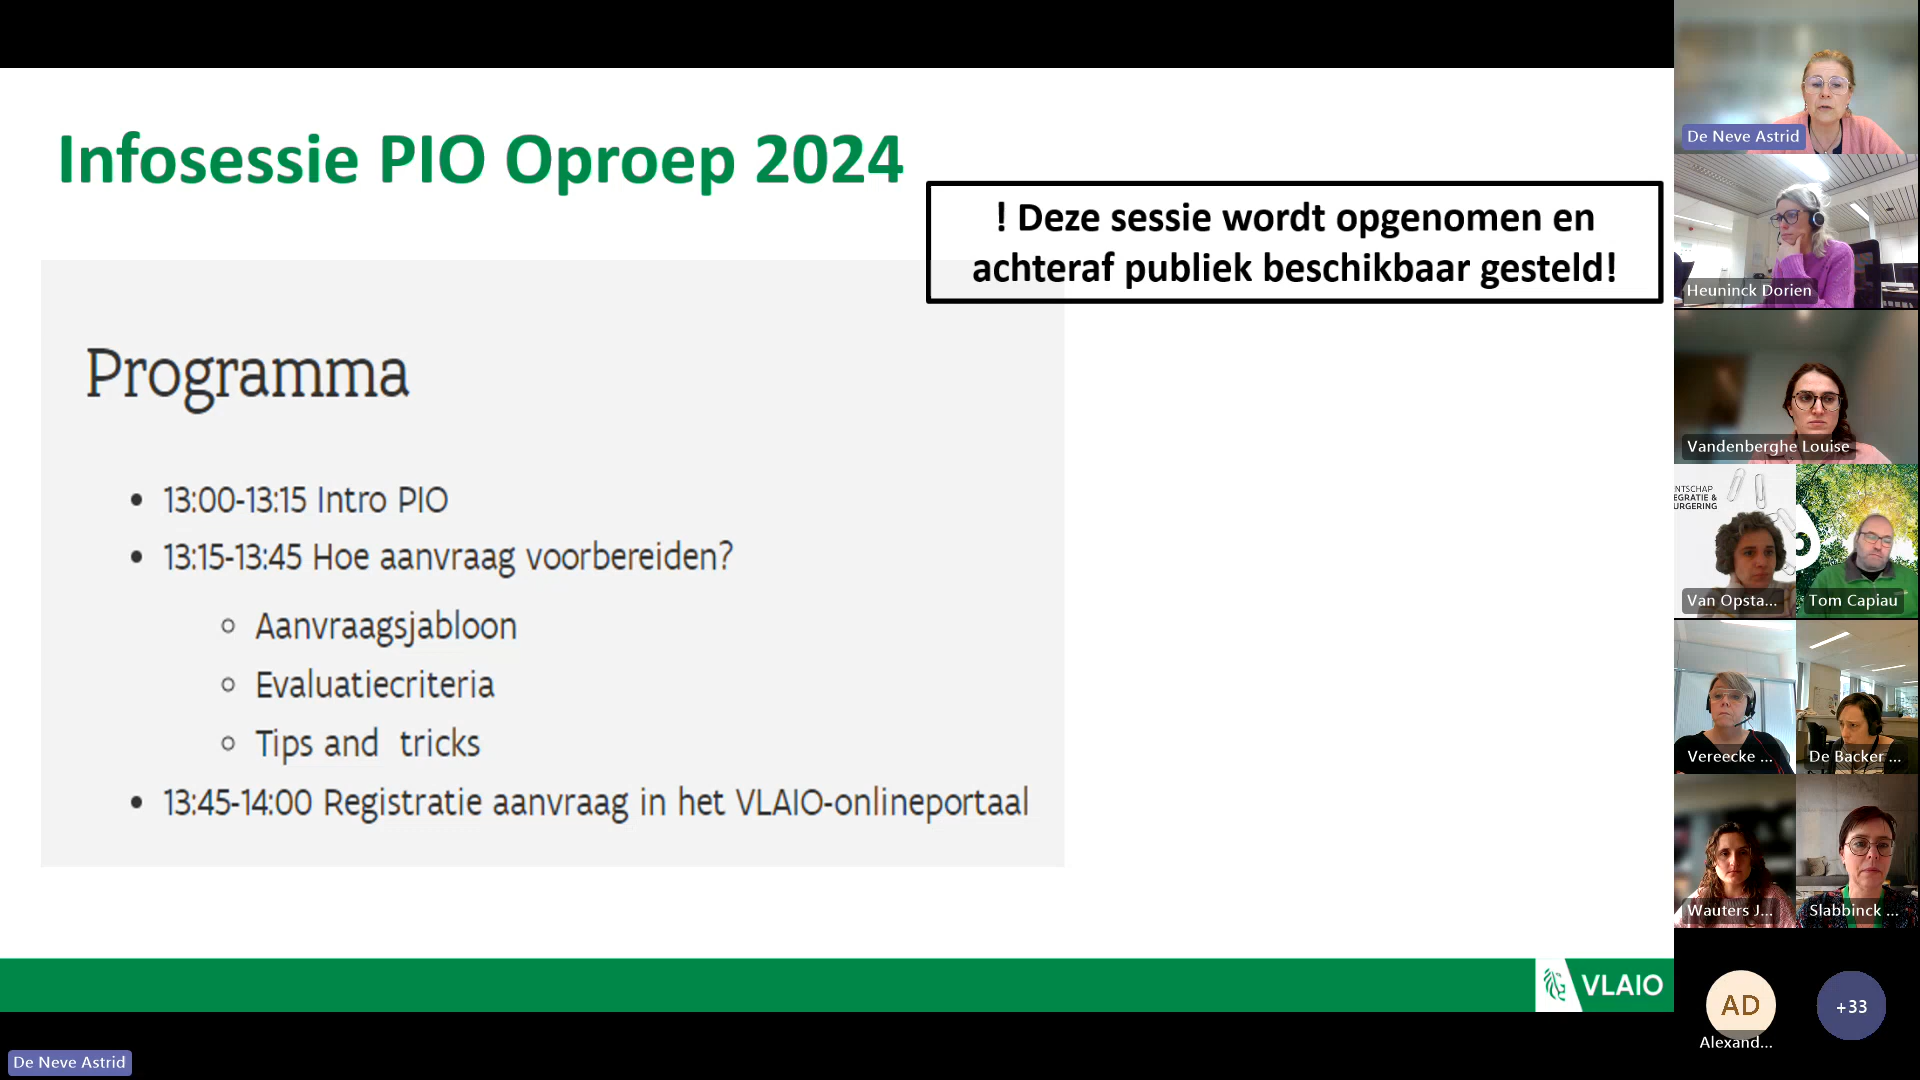 Infosessie PIO Oproep 2024
! Deze sessie wordt opgenomen en
achteraf publiek beschikbaar gesteld!
Programma
• 13:00-13:15 Intro PIO
• 13:15-13:45 Hoe aanvraag voorbereiden?
○ Aanvraagsjabloon
○ Evaluatiecriteria
○ Tips and tricks
• 13:45-14:00 Registratie aanvraag in het VLAIO-onlineportaal
VLAIO
De Neve Astrid
De Neve Astrid
Heuninck Dorien
Vandenberghe Louise
NTSCHAP
EGRATIE &
URGERING
Van Opsta...
Tom Capiau
Vereecke ...
De Backer ...
Wauters J...
Slabbinck ...
AD
Alexand...
+33